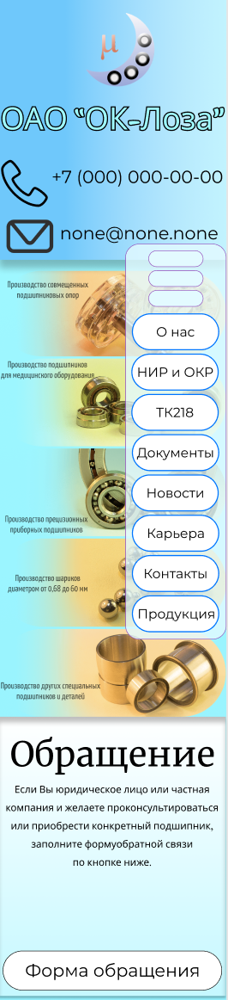 μ
ОАО “ОК-Лоза”
+7 (000) 000-00-00
none@none.none
Производство совмещенных
подшипниковых опор
Производство подшипников
для медицинского оборудования
Производство прецизионных
приборных подшипников
Производство шариков
диаметром от 0,68 до 60 мм
Производство других специальных
подшипников и деталей
О нас
НИР и ОКР
ТК218
Документы
Новости
Карьера
Контакты
Продукция
Обращение
Если Вы юридическое лицо или частная
компания и желаете проконсультироваться
или приобрести конкретный подшипник,
заполните формуобратной связи
по кнопке ниже.
Форма обращения